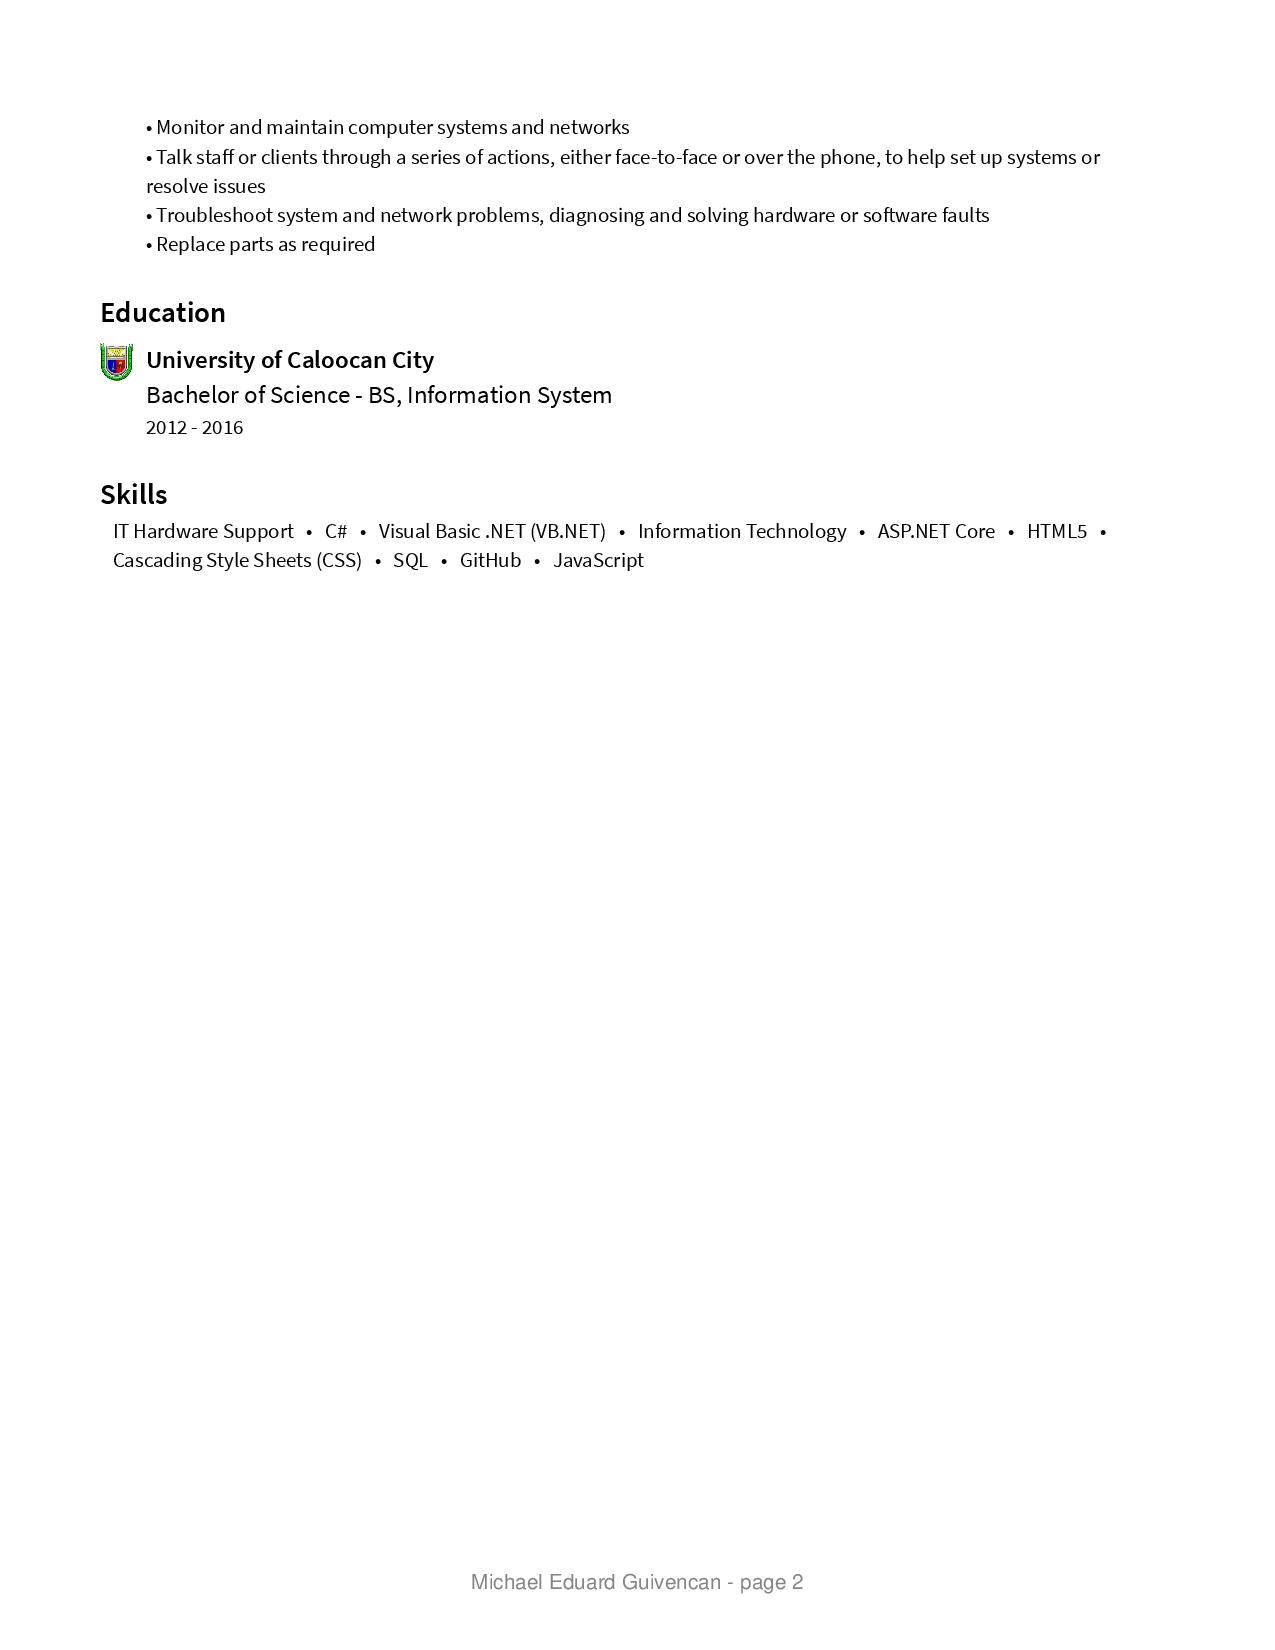 • Monitor and maintain computer systems and networks
• Talk staff or clients through a series of actions, either face-to-face or over the phone, to help set up systems or
resolve issues
• Troubleshoot system and network problems, diagnosing and solving hardware or software faults
• Replace parts as required
Education
University of Caloocan City
Bachelor of Science - BS, Information System
2012 - 2016
Skills
IT Hardware Support • C# • Visual Basic .NET (VB.NET) • Information Technology • ASP.NET Core • HTML5 •
Cascading Style Sheets (CSS) • SQL • GitHub • JavaScript
Michael Eduard Guivencan - page 2